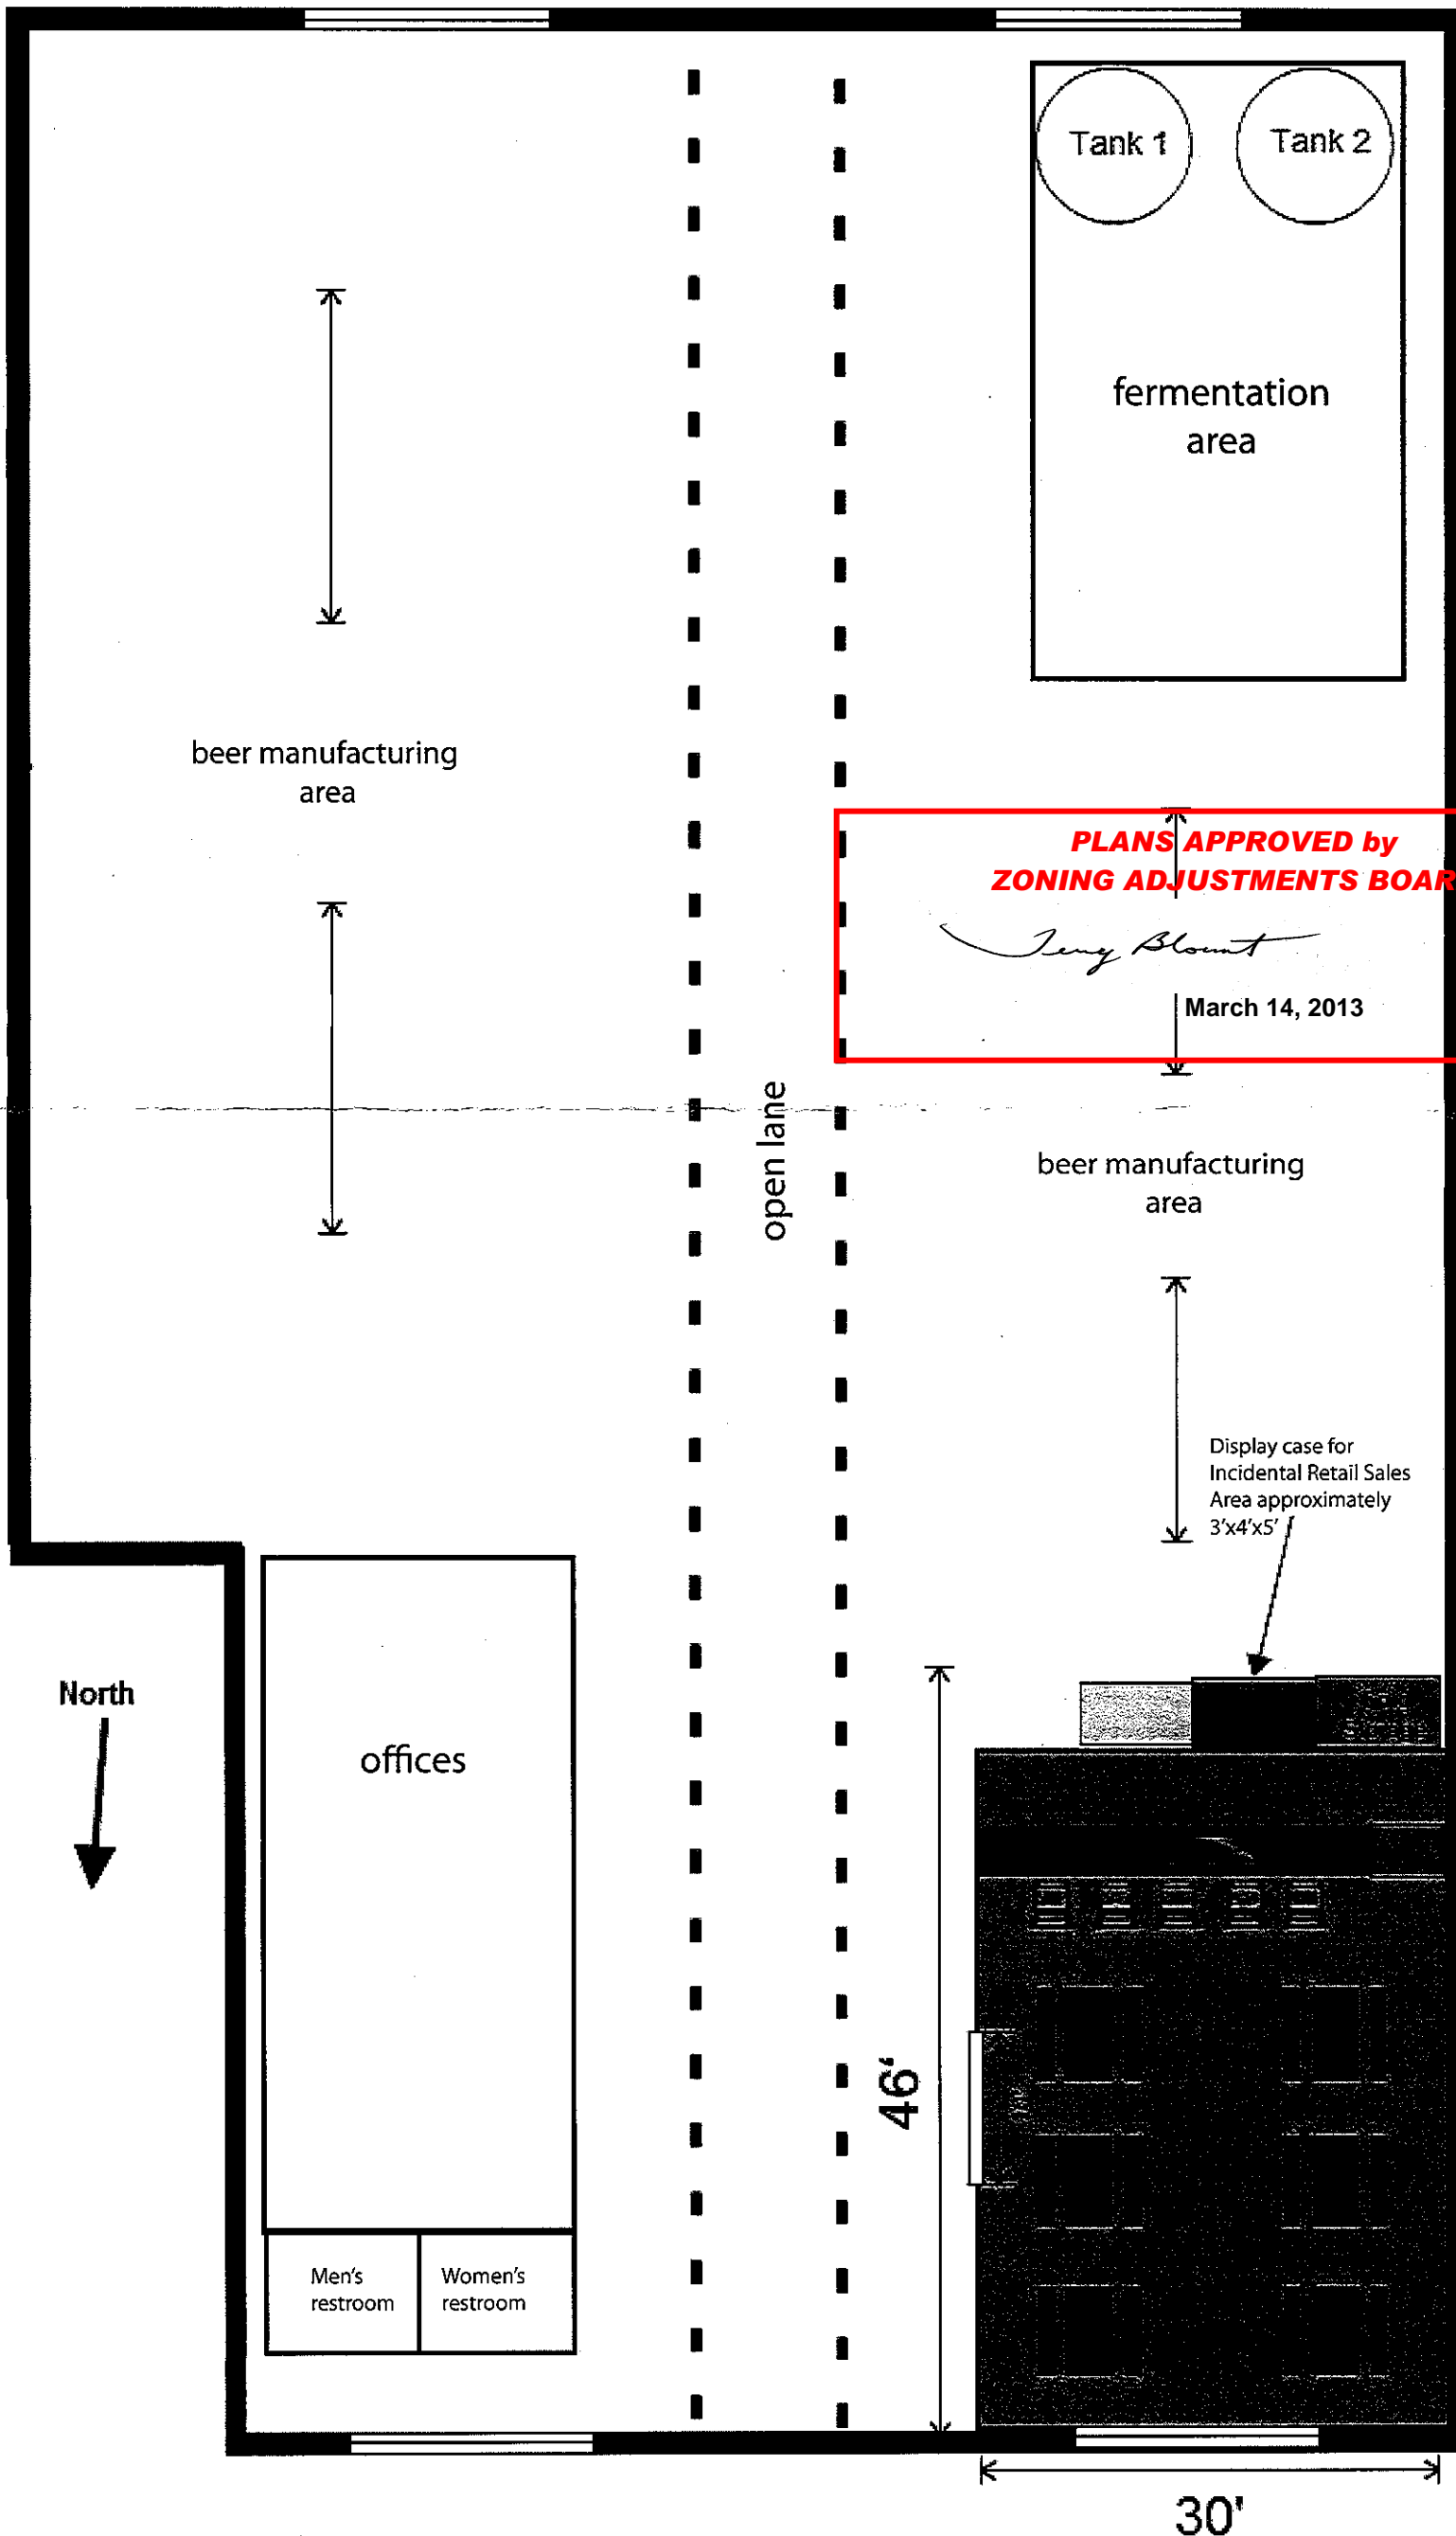 Tank 1
Tank 2
fermentation
area
beer manufacturing
area
PLANS APPROVED by
ZONING ADJUSTMENTS BOAR
March 14, 2013
open lane
beer manufacturing
area
Display case for
Incidental Retail Sales
Area approximately
3'x4'x5'
North
offices
46'
Men's
restroom
Women's
restroom
30'